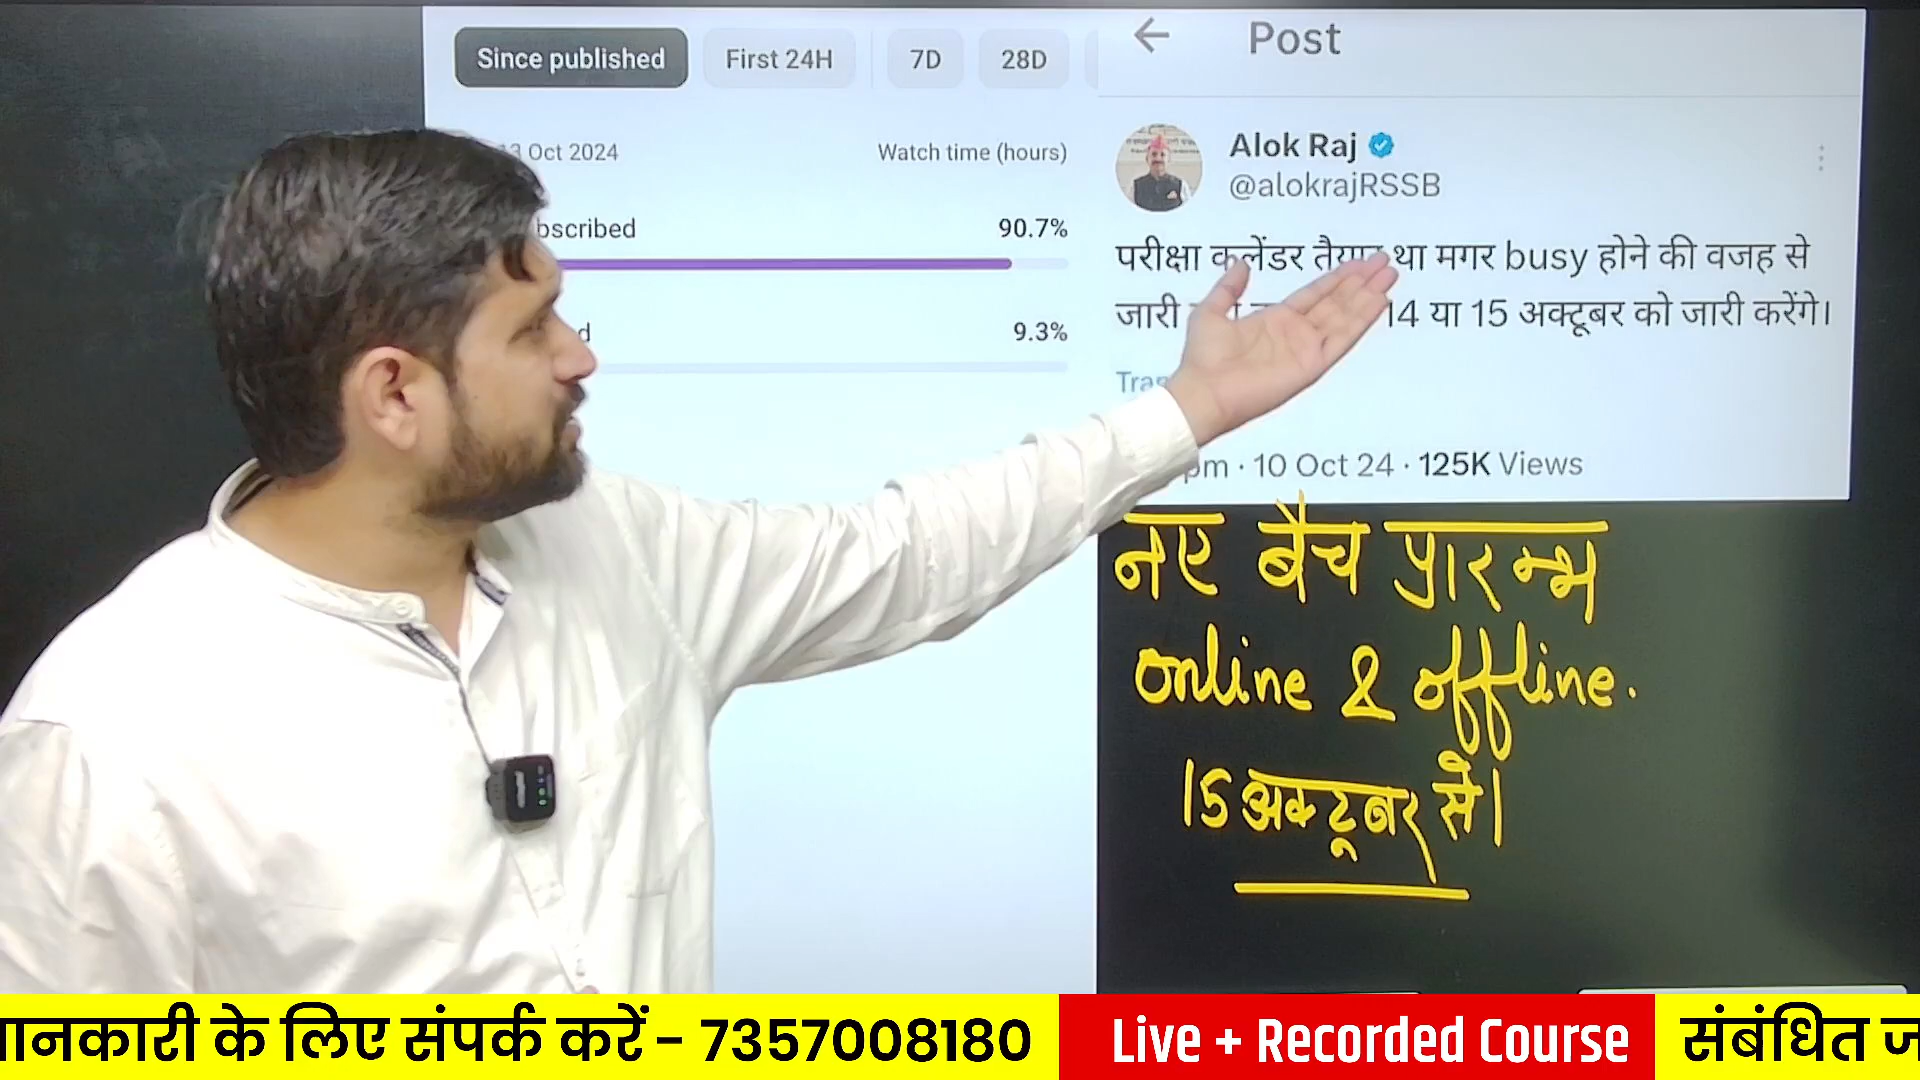 Since published First 24H 7D 28D
13 Oct 2024 Watch time (hours)
bscribed 90.7%
d 9.3%
Post
Alok Raj
@alokrajRSSB
परीक्षा कलेंडर तैयार था मगर busy होने की वजह से
जारी 14 या 15 अक्टूबर को जारी करेंगे।
pm · 10 Oct 24 · 125K Views
नए बैच प्रारम्भ
online & offline.
15 अक्टूबर से।
ानकारी के लिए संपर्क करें - 7357008180 Live + Recorded Course संबंधित ज